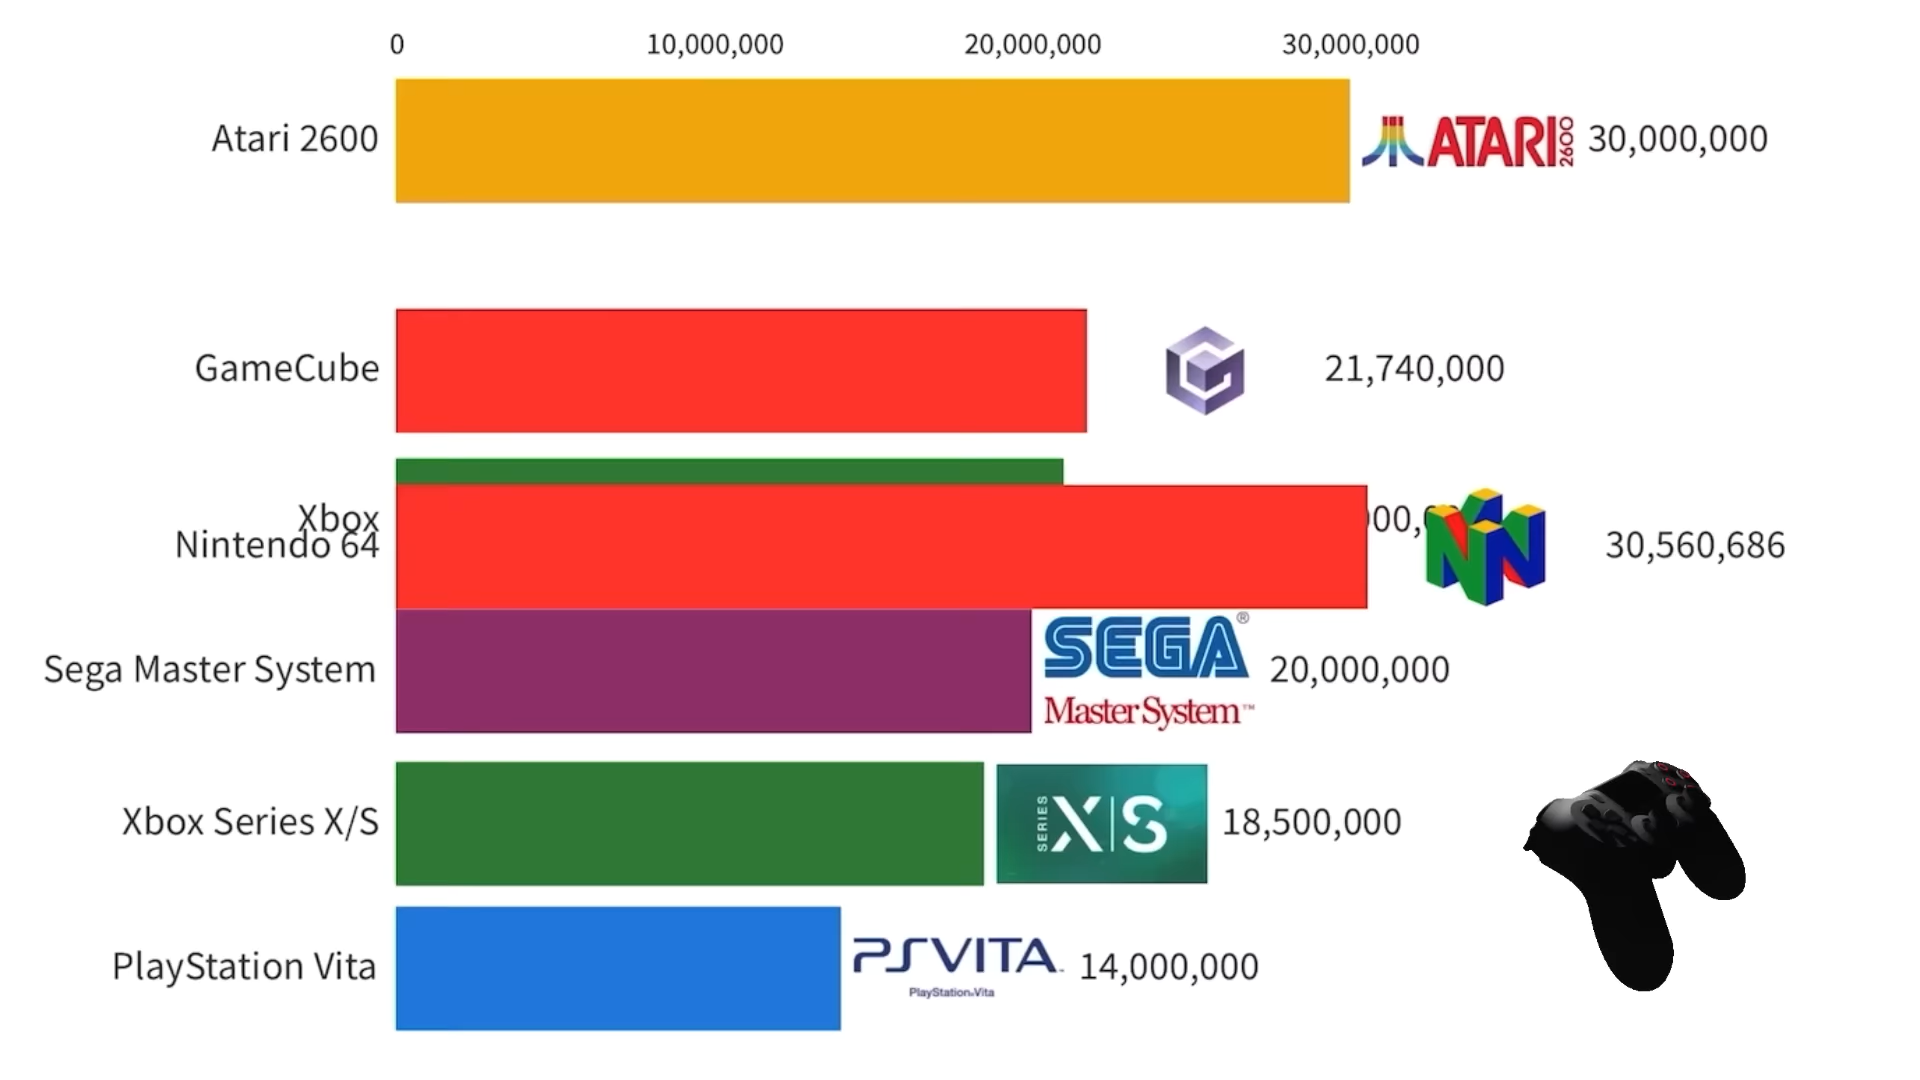 0 10,000,000 20,000,000 30,000,000
Atari 2600 ATARI 2600 30,000,000
GameCube 21,740,000
Xbox
Nintendo 64 30,560,686
Sega Master System SEGA® 20,000,000
Master System™
Xbox Series X/S SERIES X|S 18,500,000
PlayStation Vita PSVITA™ 14,000,000
PlayStation®Vita